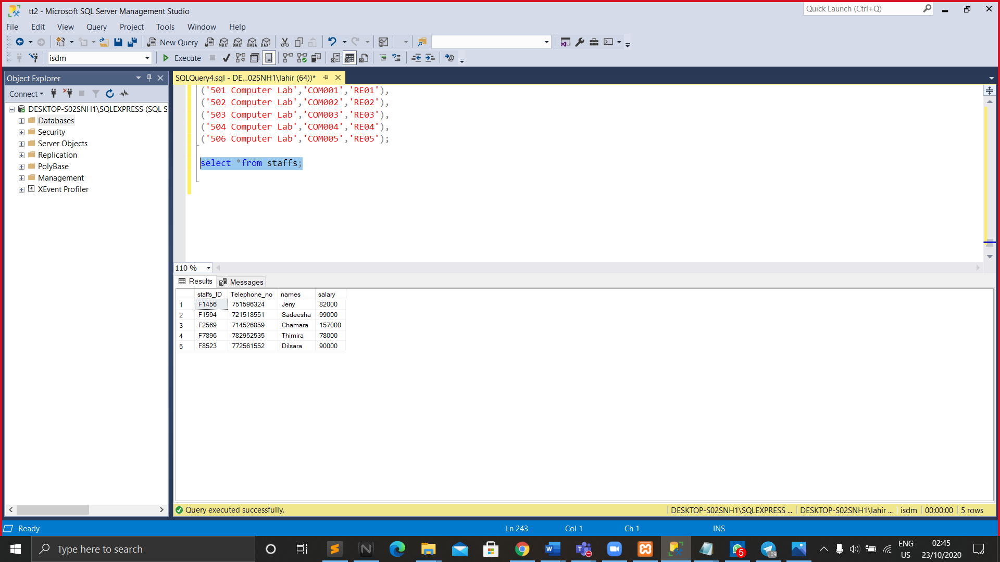 tt2 - Microsoft SQL Server Management Studio
Quick Launch (Ctrl+Q)
File Edit View Query Project Tools Window Help
New Query MDX DMX XMLA DAX
isdm Execute
Object Explorer
Connect
DESKTOP-S02SNH1\SQLEXPRESS (SQL S
Databases
Security
Server Objects
Replication
PolyBase
Management
XEvent Profiler
SQLQuery4.sql - DE...02SNH1\lahir (64))*
('501 Computer Lab','COM001','RE01'),
('502 Computer Lab','COM002','RE02'),
('503 Computer Lab','COM003','RE03'),
('504 Computer Lab','COM004','RE04'),
('506 Computer Lab','COM005','RE05');
select *from staffs;
110 %
Results Messages
staffs_ID Telephone_no names salary
1 F1456 751596324 Jeny 82000
2 F1594 721518551 Sadeesha 99000
3 F2569 714526859 Chamara 157000
4 F7896 782952535 Thimira 78000
5 F8523 772561552 Dilsara 90000
Query executed successfully. DESKTOP-S02SNH1\SQLEXPRESS ... DESKTOP-S02SNH1\lahir ... isdm 00:00:00 5 rows
Ready Ln 243 Col 1 Ch 1 INS
Type here to search
5
.09
ENG
US
02:45
23/10/2020